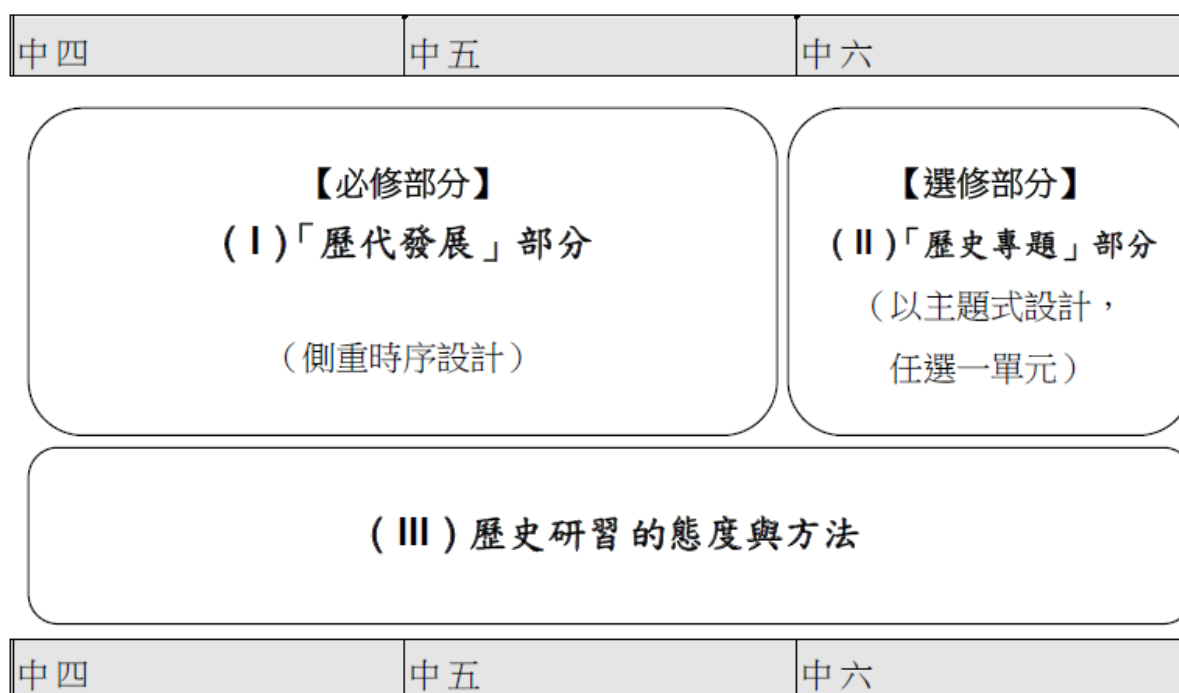 中四 中五 中六
【必修部分】
(I)「歷代發展」部分
（側重時序設計）
【選修部分】
(II)「歷史專題」部分
（以主題式設計，
任選一單元）
(III)歷史研習的態度與方法
中四 中五 中六